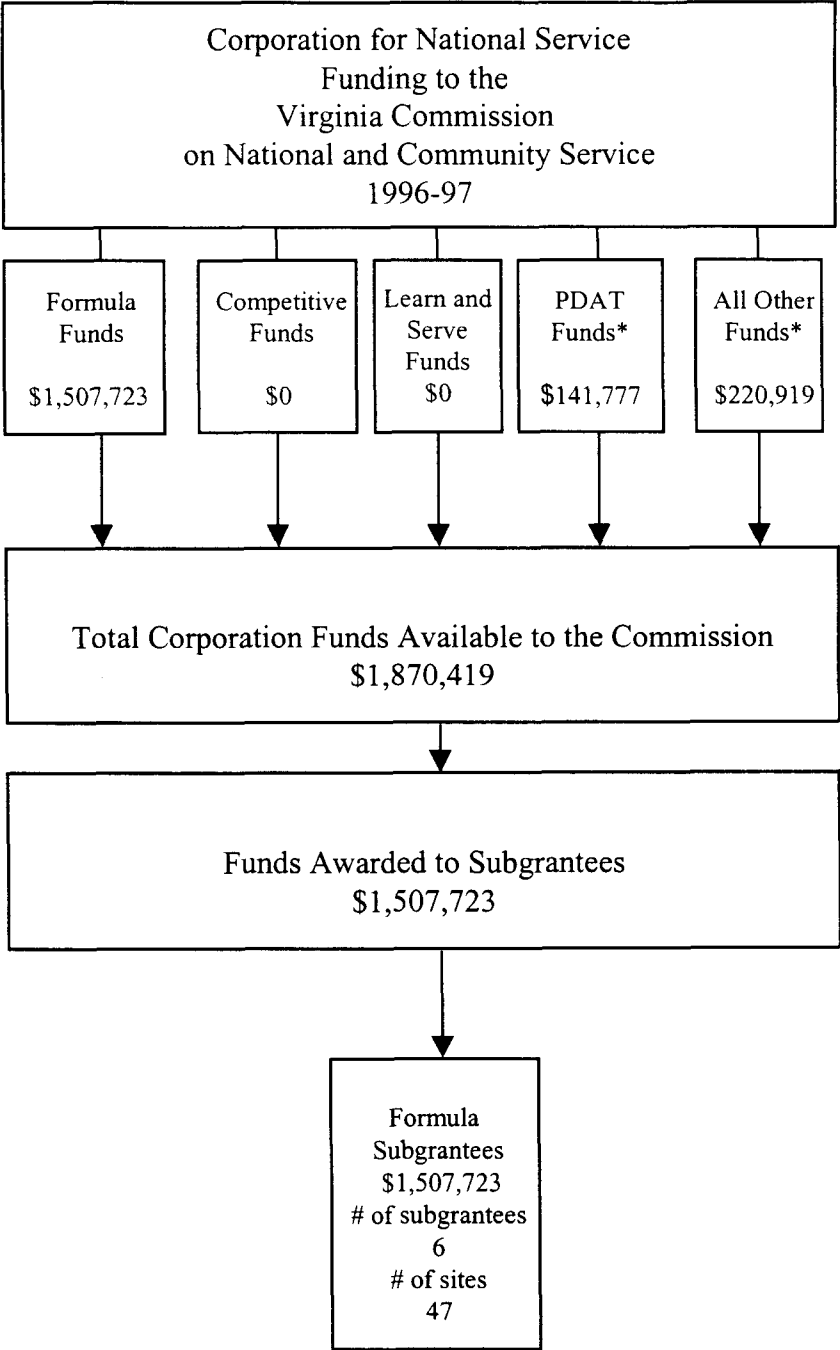 Corporation for National Service
Funding to the
Virginia Commission
on National and Community Service
1996-97
Formula
Funds
$1,507,723
Competitive
Funds
$0
Learn and
Serve
Funds
$0
PDAT
Funds*
$141,777
All Other
Funds*
$220,919
Total Corporation Funds Available to the Commission
$1,870,419
Funds Awarded to Subgrantees
$1,507,723
Formula
Subgrantees
$1,507,723
# of subgrantees
6
# of sites
47